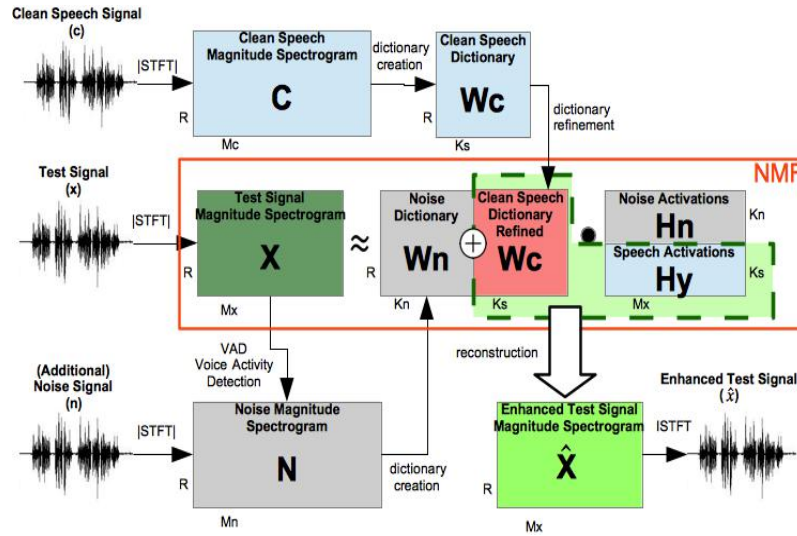 Clean Speech Signal
(c)
|STFT|
Clean Speech
Magnitude Spectrogram
C
R
Mc
dictionary
creation
Clean Speech
Dictionary
Wc
R
Ks
dictionary
refinement
Test Signal
(x)
|STFT|
NMF
Test Signal
Magnitude Spectrogram
X
R
Mx
≈
Noise
Dictionary
Wn
R
Kn
+
Clean Speech
Dictionary
Refined
Wc
Ks
Noise Activations
Hn
Kn
Speech Activations
Hy
Ks
Mx
VAD
Voice Activity
Detection
reconstruction
(Additional)
Noise Signal
(n)
|STFT|
Noise Magnitude
Spectrogram
N
R
Mn
dictionary
creation
Enhanced Test Signal
Magnitude Spectrogram
X̂
R
Mx
ISTFT
Enhanced Test Signal
(x̂)